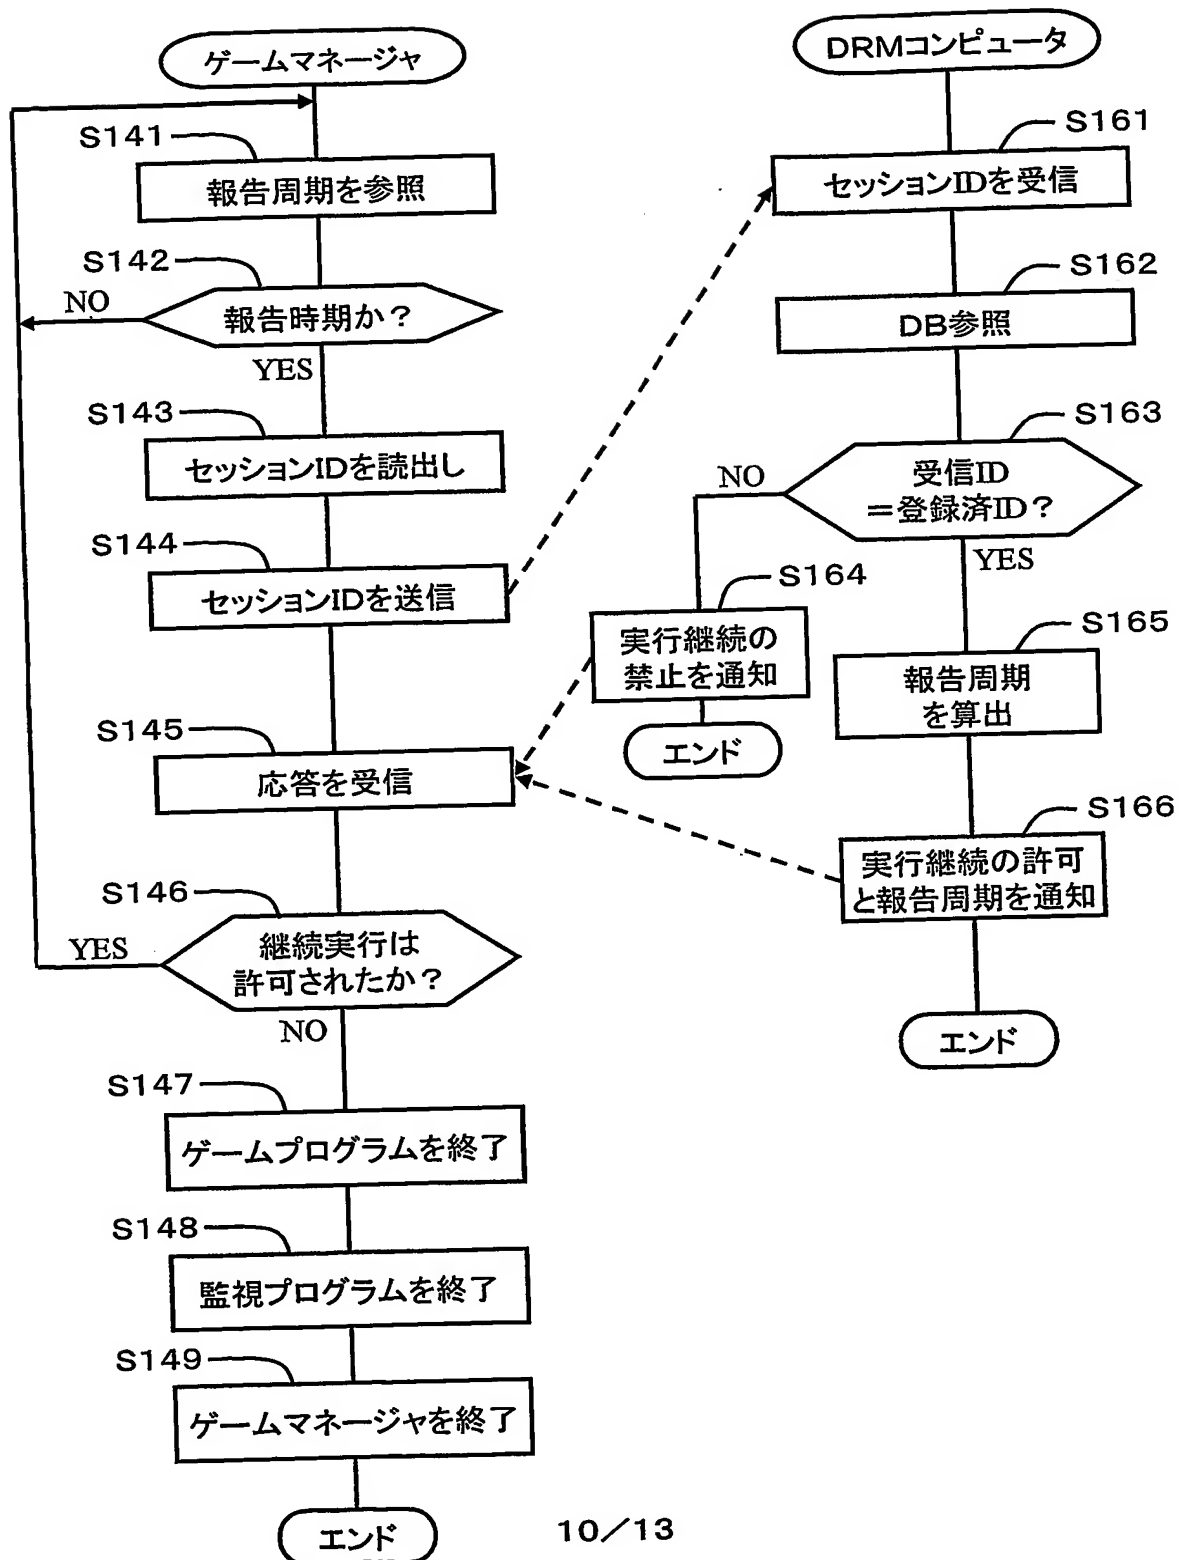 ゲームマネージャ
S141
報告周期を参照
S142
NO
報告時期か？
YES
S143
セッションIDを読出し
S144
セッションIDを送信
S145
応答を受信
S146
YES
継続実行は
許可されたか？
NO
S147
ゲームプログラムを終了
S148
監視プログラムを終了
S149
ゲームマネージャを終了
エンド
DRMコンピュータ
S161
セッションIDを受信
S162
DB参照
S163
NO
受信ID
＝登録済ID？
YES
S164
実行継続の
禁止を通知
エンド
S165
報告周期
を算出
S166
実行継続の許可
と報告周期を通知
エンド
10／13